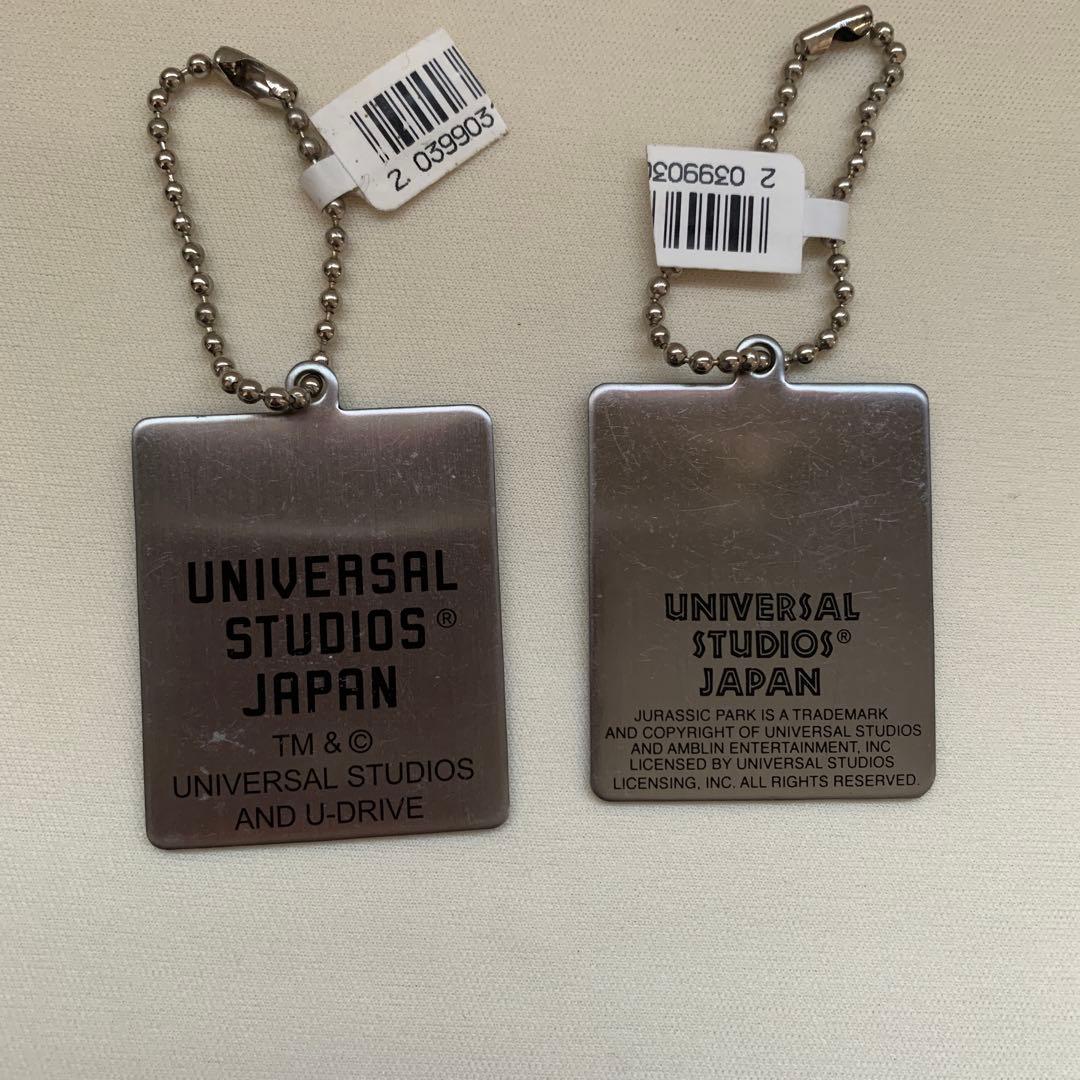 2 039903
2 039903
UNIVERSAL
STUDIOS®
JAPAN
TM & ©
UNIVERSAL STUDIOS
AND U-DRIVE
UNIVERSAL
STUDIOS®
JAPAN
JURASSIC PARK IS A TRADEMARK
AND COPYRIGHT OF UNIVERSAL STUDIOS
AND AMBLIN ENTERTAINMENT, INC
LICENSED BY UNIVERSAL STUDIOS
LICENSING, INC. ALL RIGHTS RESERVED.